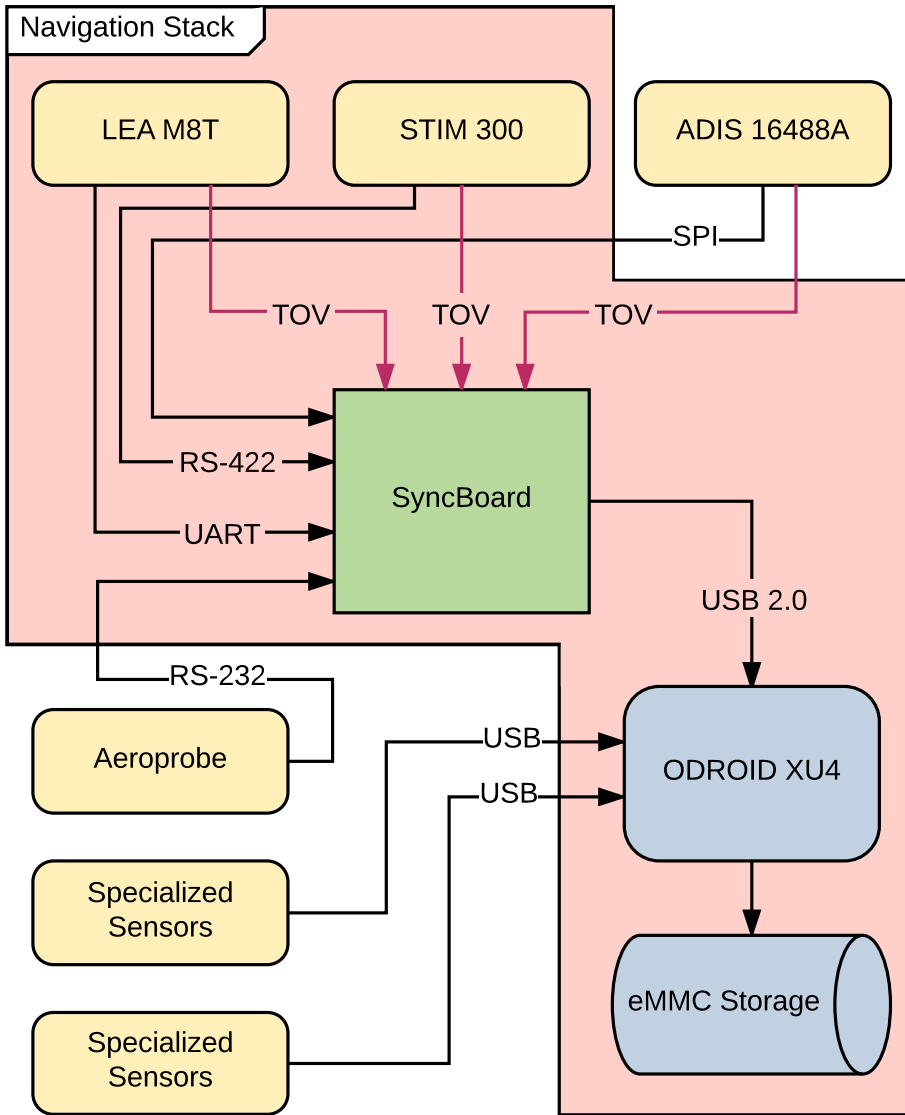 Navigation Stack
LEA M8T
STIM 300
ADIS 16488A
SPI
TOV
TOV
TOV
RS-422
SyncBoard
UART
USB 2.0
RS-232
Aeroprobe
USB
ODROID XU4
USB
Specialized
Sensors
eMMC Storage
Specialized
Sensors